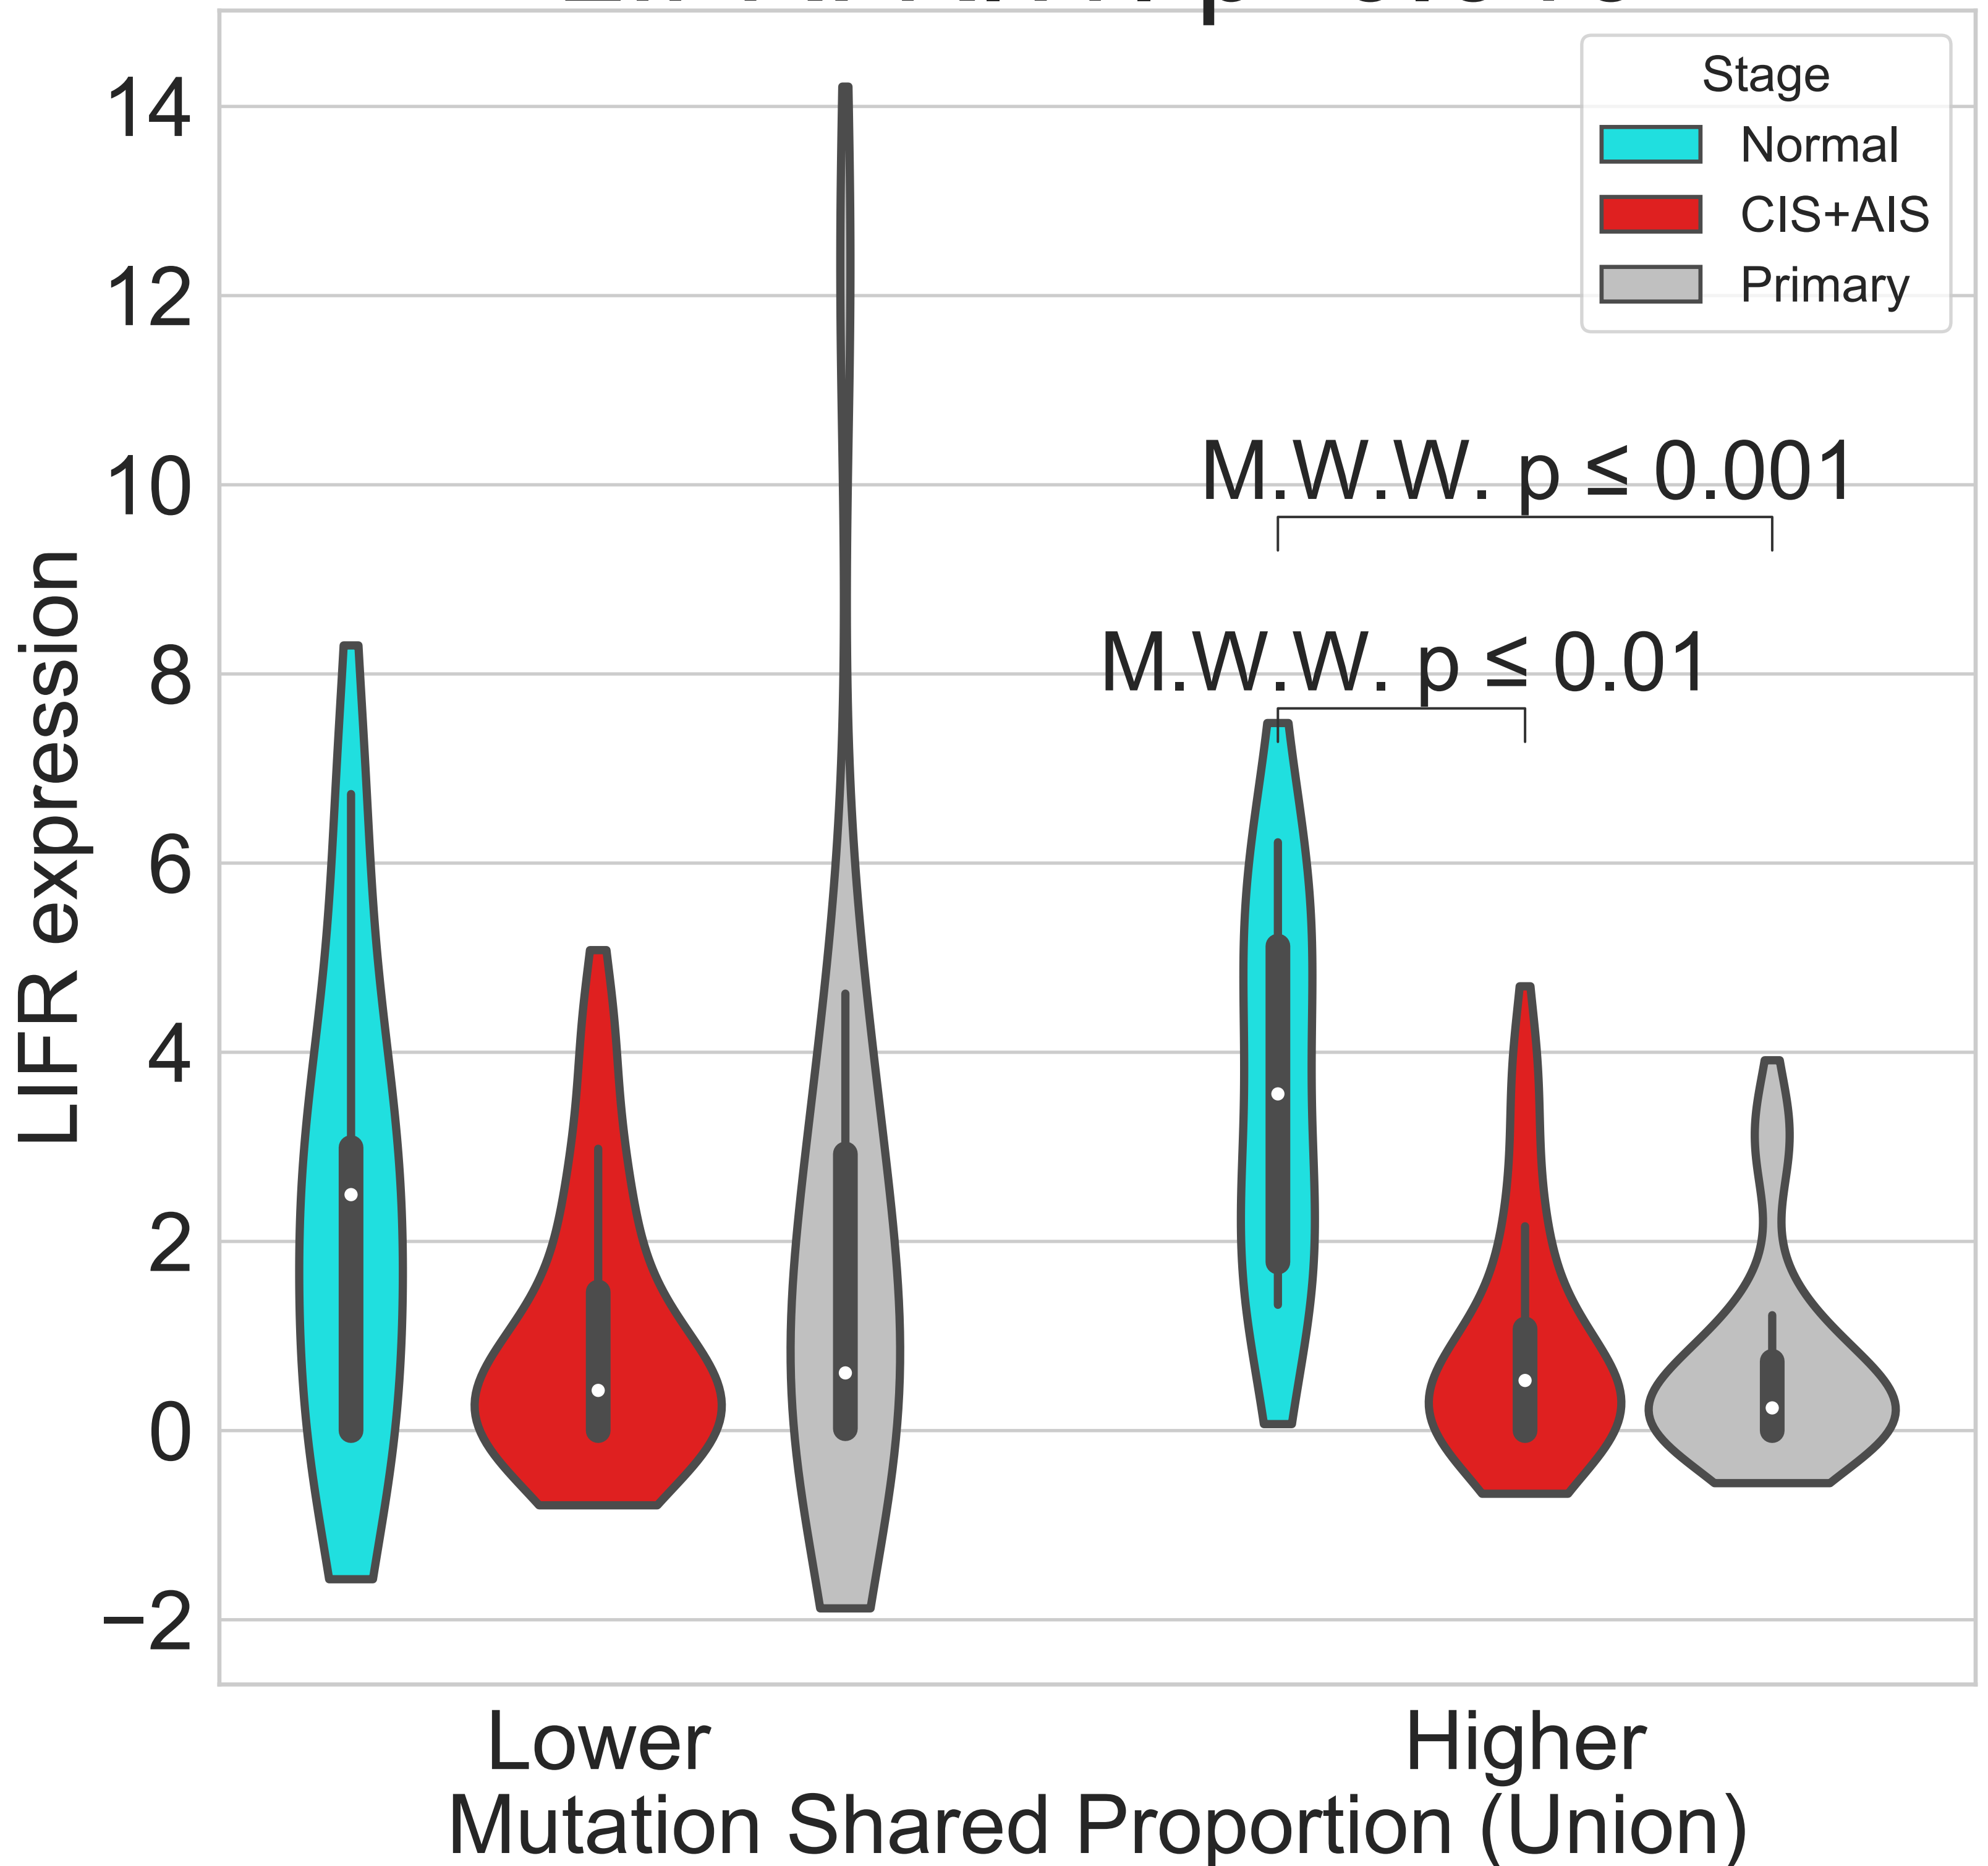 Stage
Normal
CIS+AIS
Primary
14
12
10
8
6
4
2
0
−2
LIFR expression
M.W.W. p ≤ 0.001
M.W.W. p ≤ 0.01
Lower
Higher
Mutation Shared Proportion (Union)